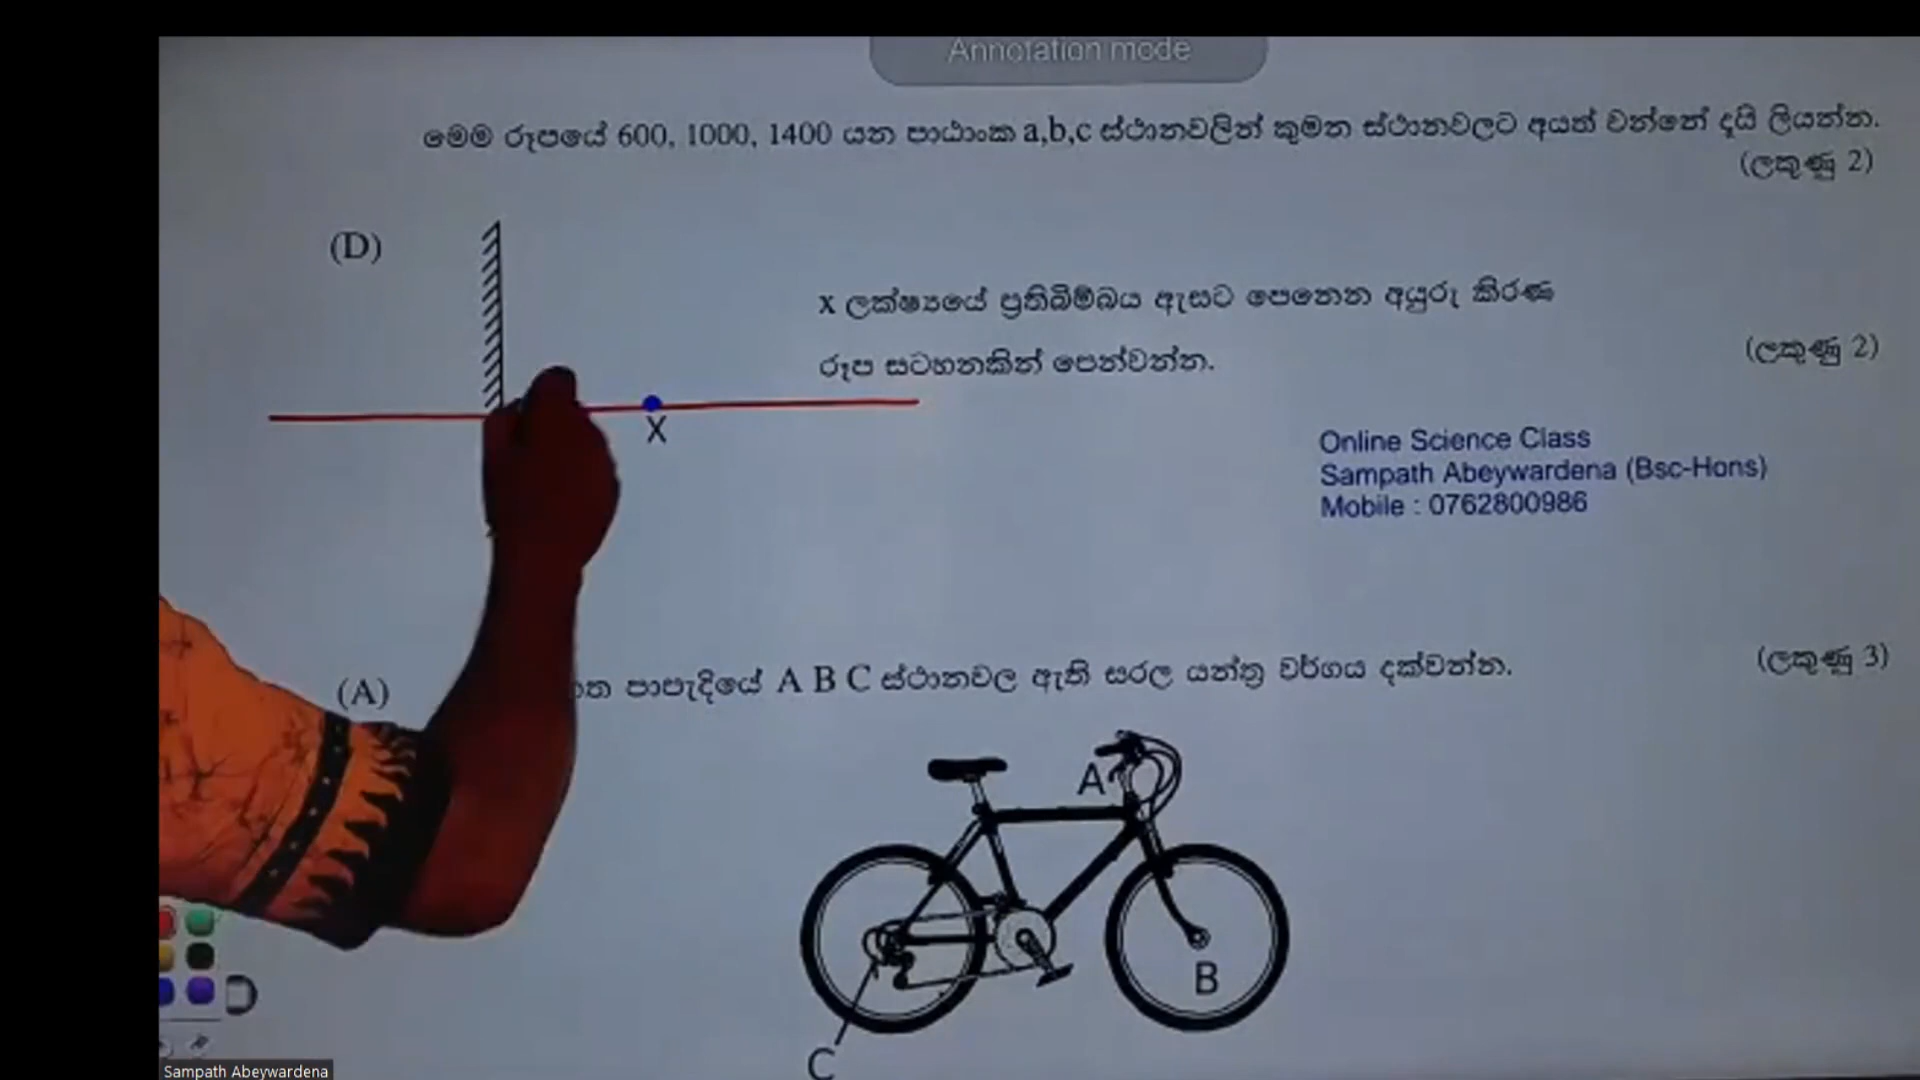 Annotation mode
මෙම රූපයේ 600, 1000, 1400 යන පාඨාංක a,b,c ස්ථානවලින් කුමන ස්ථානවලට අයත් වන්නේ දැයි ලියන්න.
(ලකුණු 2)
(D)
x ලක්ෂ්‍යයේ ප්‍රතිබිම්බය ඇසට පෙනෙන අයුරු කිරණ
රූප සටහනකින් පෙන්වන්න.
(ලකුණු 2)
X
Online Science Class
Sampath Abeywardena (Bsc-Hons)
Mobile : 0762800986
(A)
පාපැදියේ A B C ස්ථානවල ඇති සරල යන්ත්‍ර වර්ගය දක්වන්න.
(ලකුණු 3)
A
B
C
Sampath Abeywardena